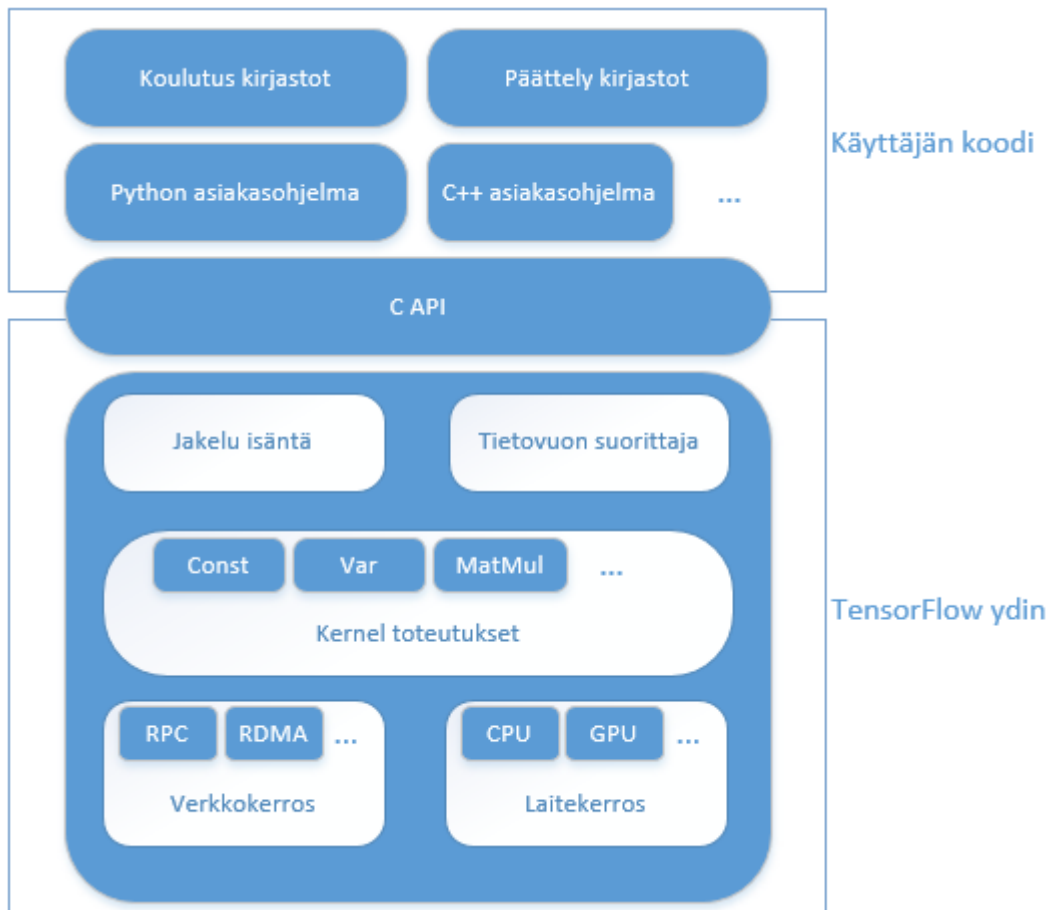 Koulutus kirjastot
Päättely kirjastot
Käyttäjän koodi
Python asiakasohjelma
C++ asiakasohjelma
...
C API
Jakelu isäntä
Tietovuon suorittaja
Const
Var
MatMul
...
Kernel toteutukset
TensorFlow ydin
RPC
RDMA
...
CPU
GPU
...
Verkkokerros
Laitekerros